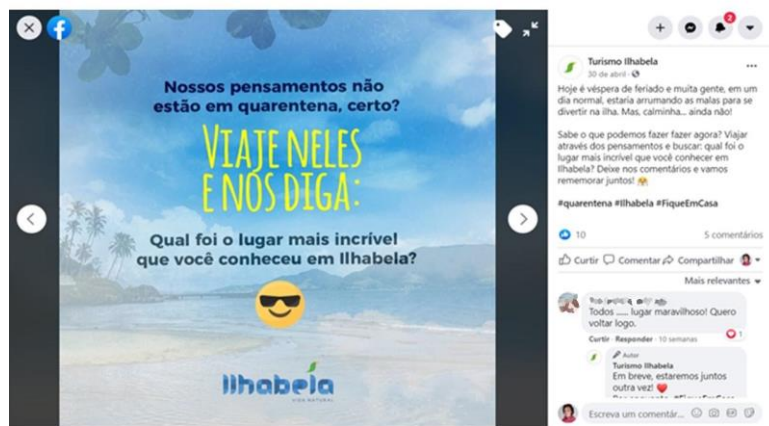 Nossos pensamentos não
estão em quarentena, certo?
VIAJE NELES
E NOS DIGA:
Qual foi o lugar mais incrível
que você conheceu em Ilhabela?
Ilhabela
VIDA NATURAL
2
Turismo Ilhabela
30 de abril ·
Hoje é véspera de feriado e muita gente, em um
dia normal, estaria arrumando as malas para se
divertir na ilha. Mas, calminha... ainda não!
Sabe o que podemos fazer fazer agora? Viajar
através dos pensamentos e buscar: qual foi o
lugar mais incrível que você conhecer em
Ilhabela? Deixe nos comentários e vamos
rememorar juntos!
#quarentena #Ilhabela #FiqueEmCasa
10
5 comentários
Curtir Comentar Compartilhar
Mais relevantes
Todos ...... lugar maravilhoso! Quero
voltar logo.
1
Curtir · Responder · 10 semanas
Autor
Turismo Ilhabela
Em breve, estaremos juntos
outra vez!
Escreva um comentár...